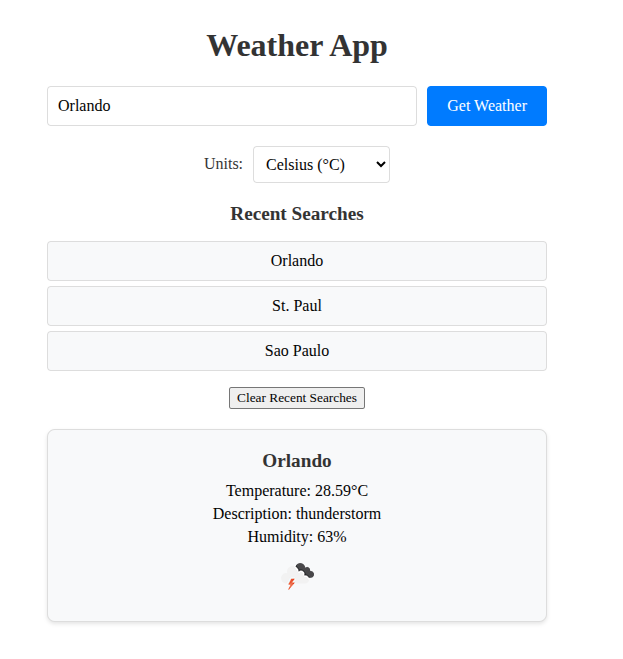 Weather App
Orlando
Get Weather
Units:
Celsius (°C)
Recent Searches
Orlando
St. Paul
Sao Paulo
Clear Recent Searches
Orlando
Temperature: 28.59°C
Description: thunderstorm
Humidity: 63%